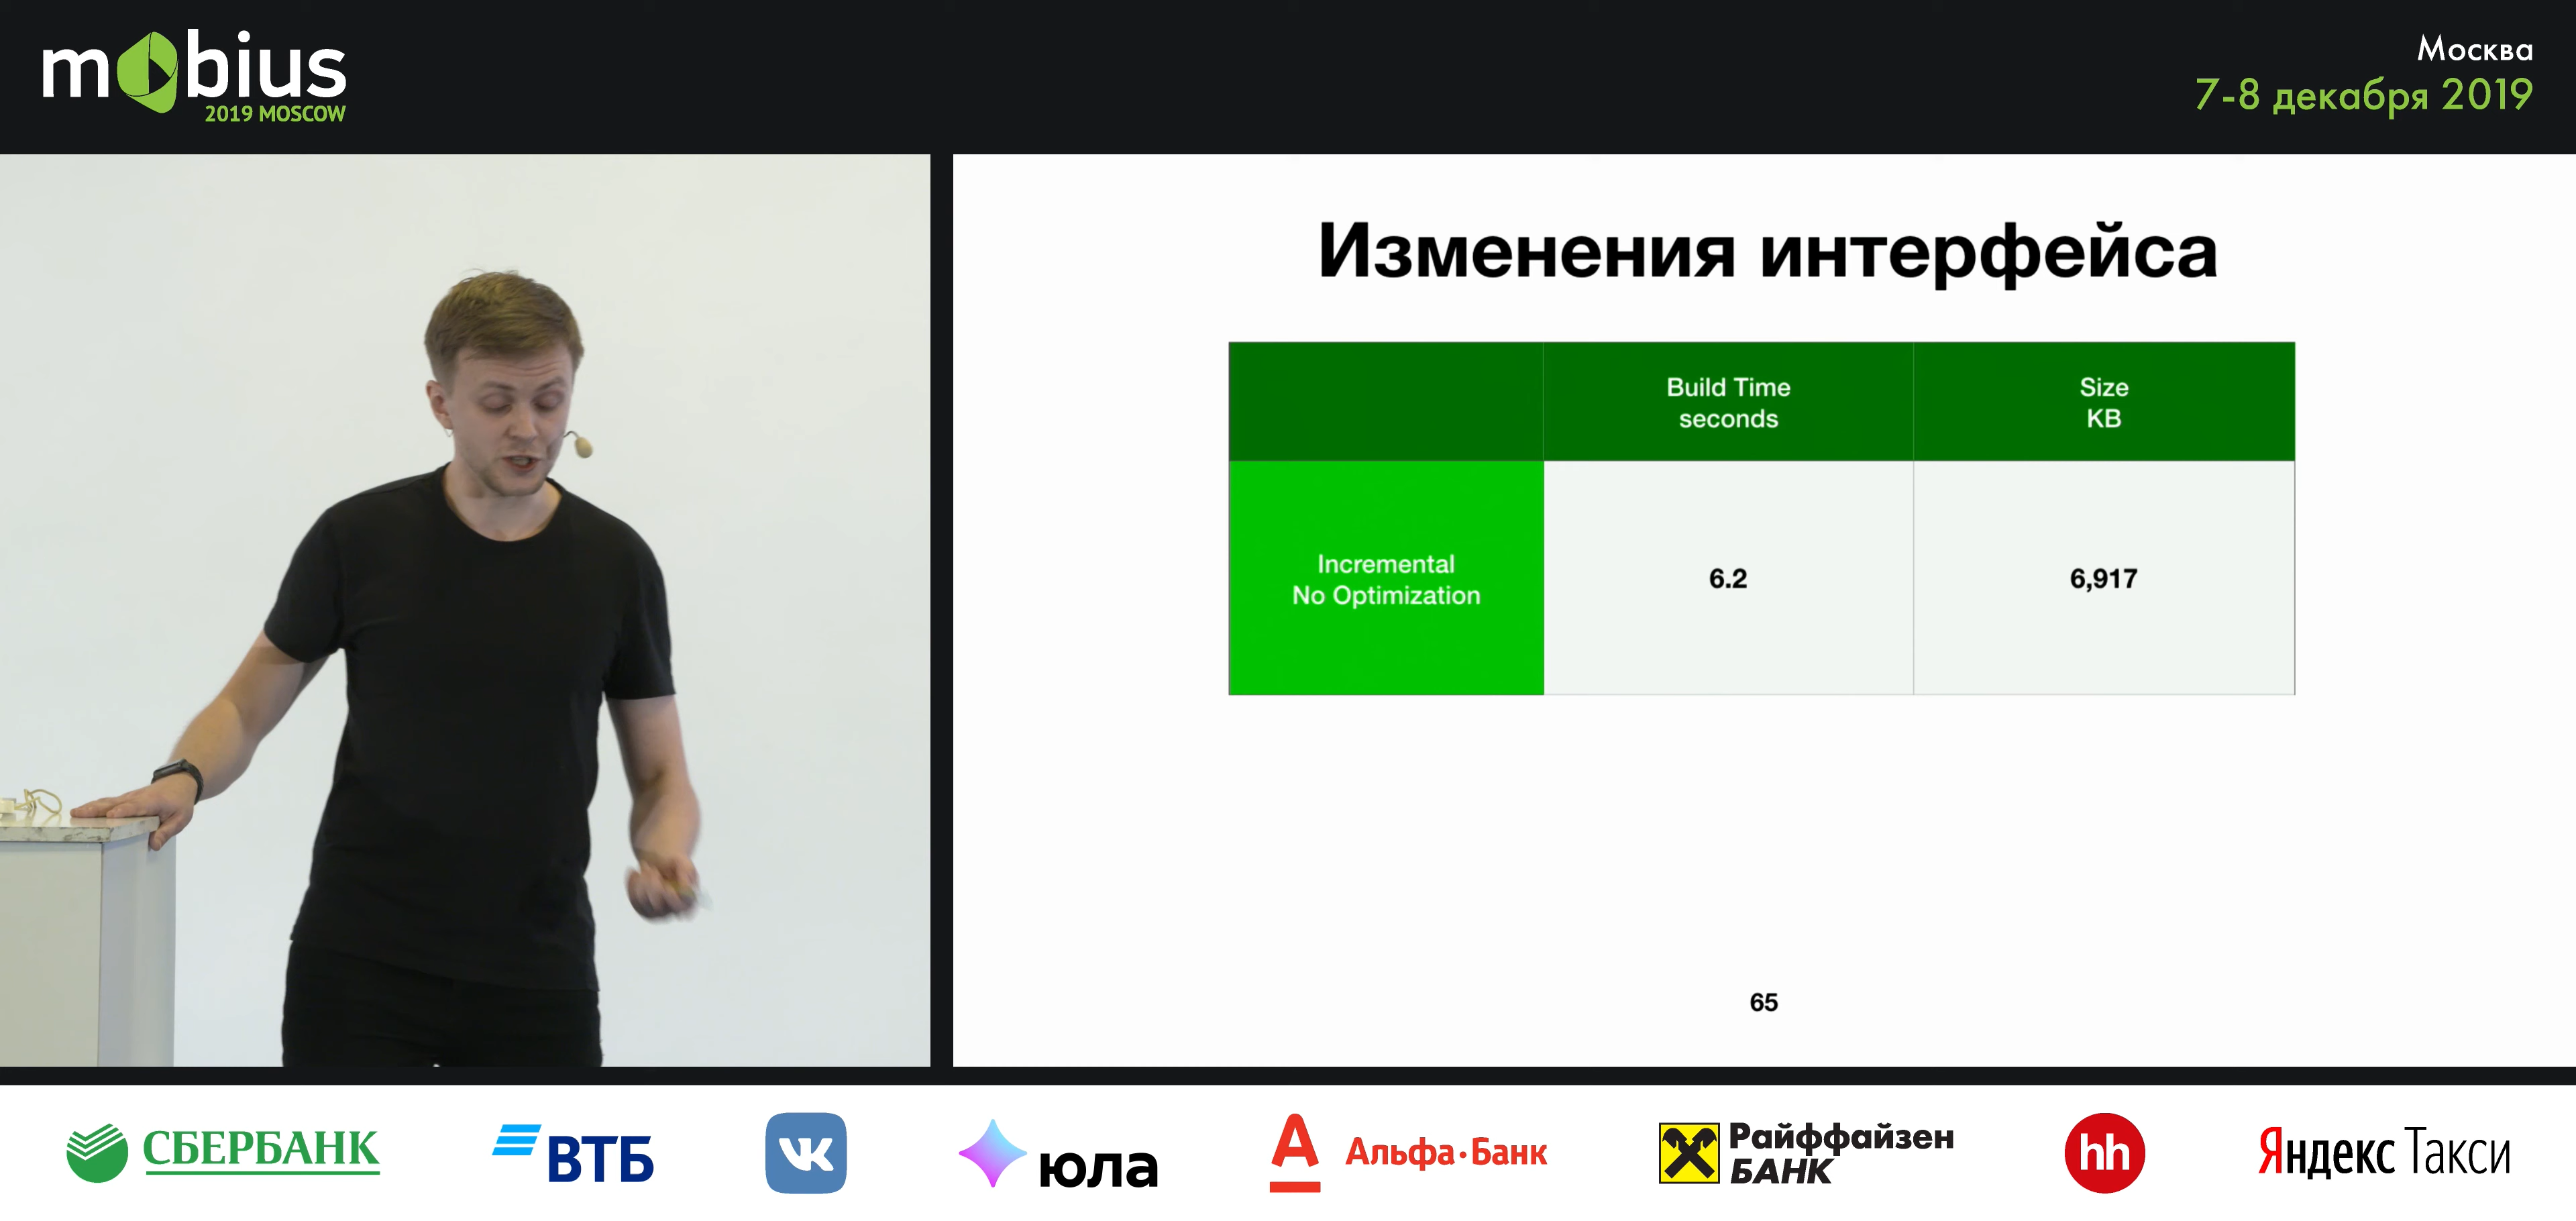 mobius
2019 MOSCOW
Москва
7-8 декабря 2019
Изменения интерфейса
Build Time
seconds
Size
KB
Incremental
No Optimization
6.2
6,917
65
СБЕРБАНК
ВТБ
VK
юла
А
Альфа·Банк
Райффайзен
БАНК
hh
Яндекс Такси